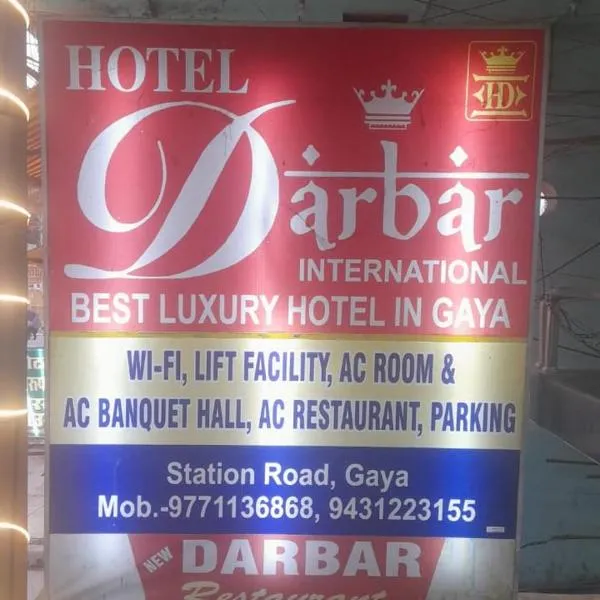 HOTEL
HD
Darbar
INTERNATIONAL
BEST LUXURY HOTEL IN GAYA
WI-FI, LIFT FACILITY, AC ROOM &
AC BANQUET HALL, AC RESTAURANT, PARKING
Station Road, Gaya
Mob.-9771136868, 9431223155
NEW DARBAR
Restaurant